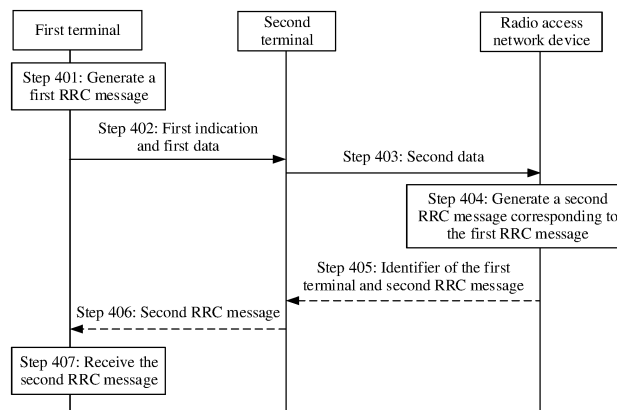 First terminal
Second
terminal
Radio access
network device
Step 401: Generate a
first RRC message
Step 402: First indication
and first data
Step 403: Second data
Step 404: Generate a second
RRC message corresponding to
the first RRC message
Step 405: Identifier of the first
terminal and second RRC message
Step 406: Second RRC message
Step 407: Receive the
second RRC message